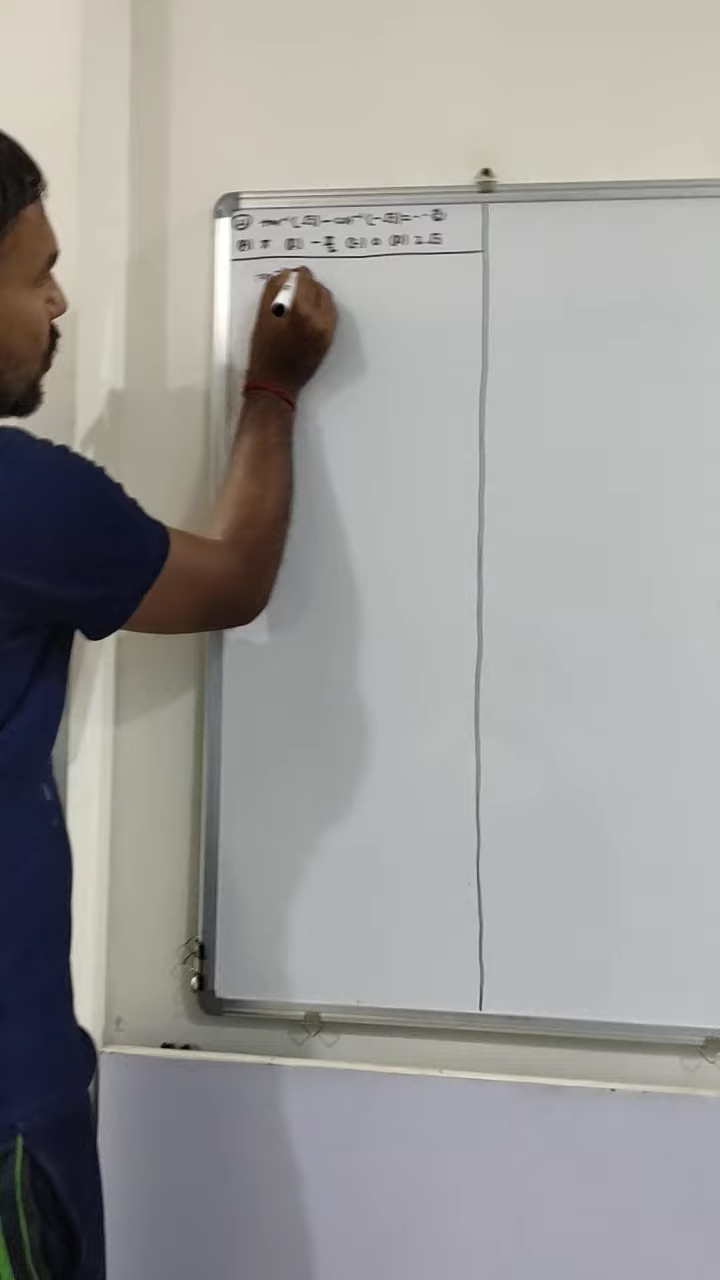 tan⁻¹(√3) - cot⁻¹(-√3) = --
(A) π (B) -π/2 (C) 0 (D) 2√3